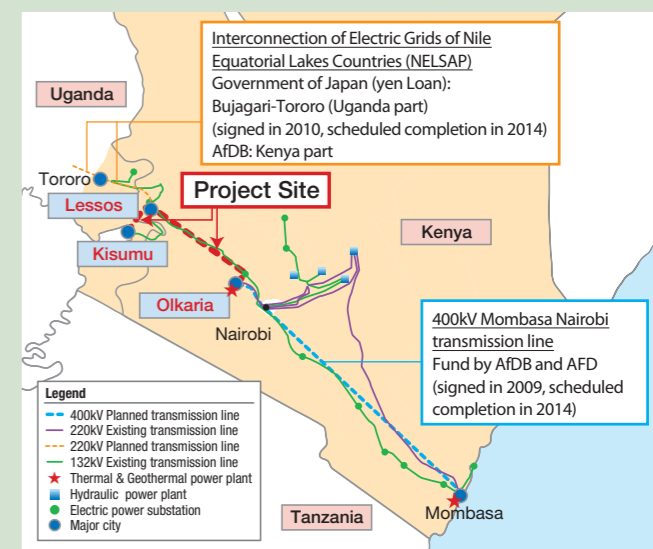 Interconnection of Electric Grids of Nile
Equatorial Lakes Countries (NELSAP)
Government of Japan (yen Loan):
Bujagari-Tororo (Uganda part)
(signed in 2010, scheduled completion in 2014)
AfDB: Kenya part
Uganda
Tororo
Lessos
Project Site
Kisumu
Kenya
Olkaria
Nairobi
400kV Mombasa Nairobi
transmission line
Fund by AfDB and AFD
(signed in 2009, scheduled
completion in 2014)
Legend
400kV Planned transmission line
220kV Existing transmission line
220kV Planned transmission line
132kV Existing transmission line
Thermal & Geothermal power plant
Hydraulic power plant
Electric power substation
Major city
Tanzania
Mombasa